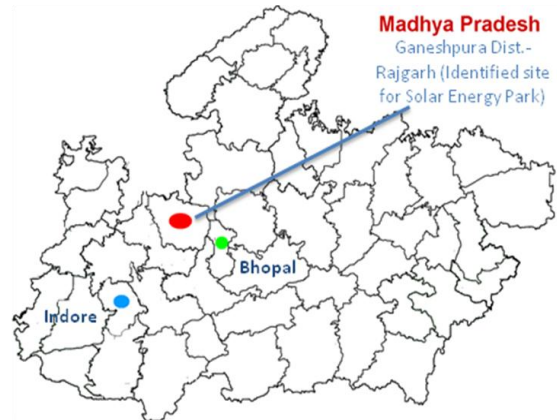 Madhya Pradesh
Ganeshpura Dist.-
Rajgarh (Identified site
for Solar Energy Park)
Bhopal
Indore